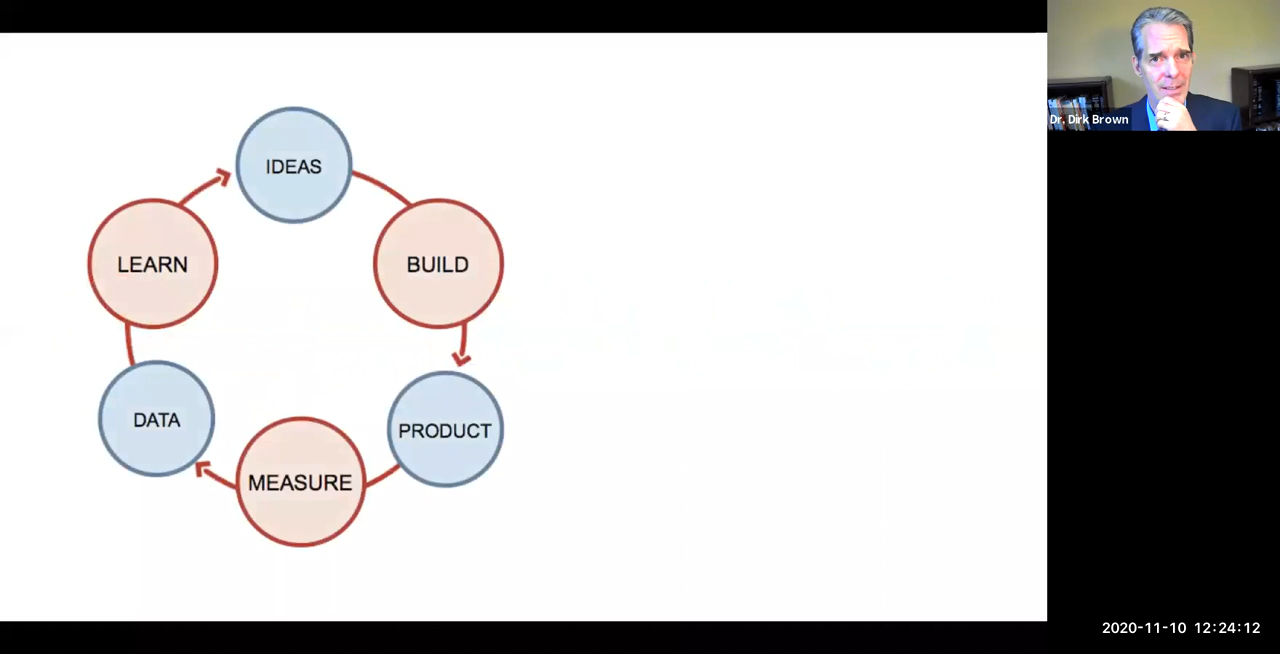 IDEAS
LEARN
BUILD
DATA
PRODUCT
MEASURE
Dr. Dirk Brown
2020-11-10 12:24:12